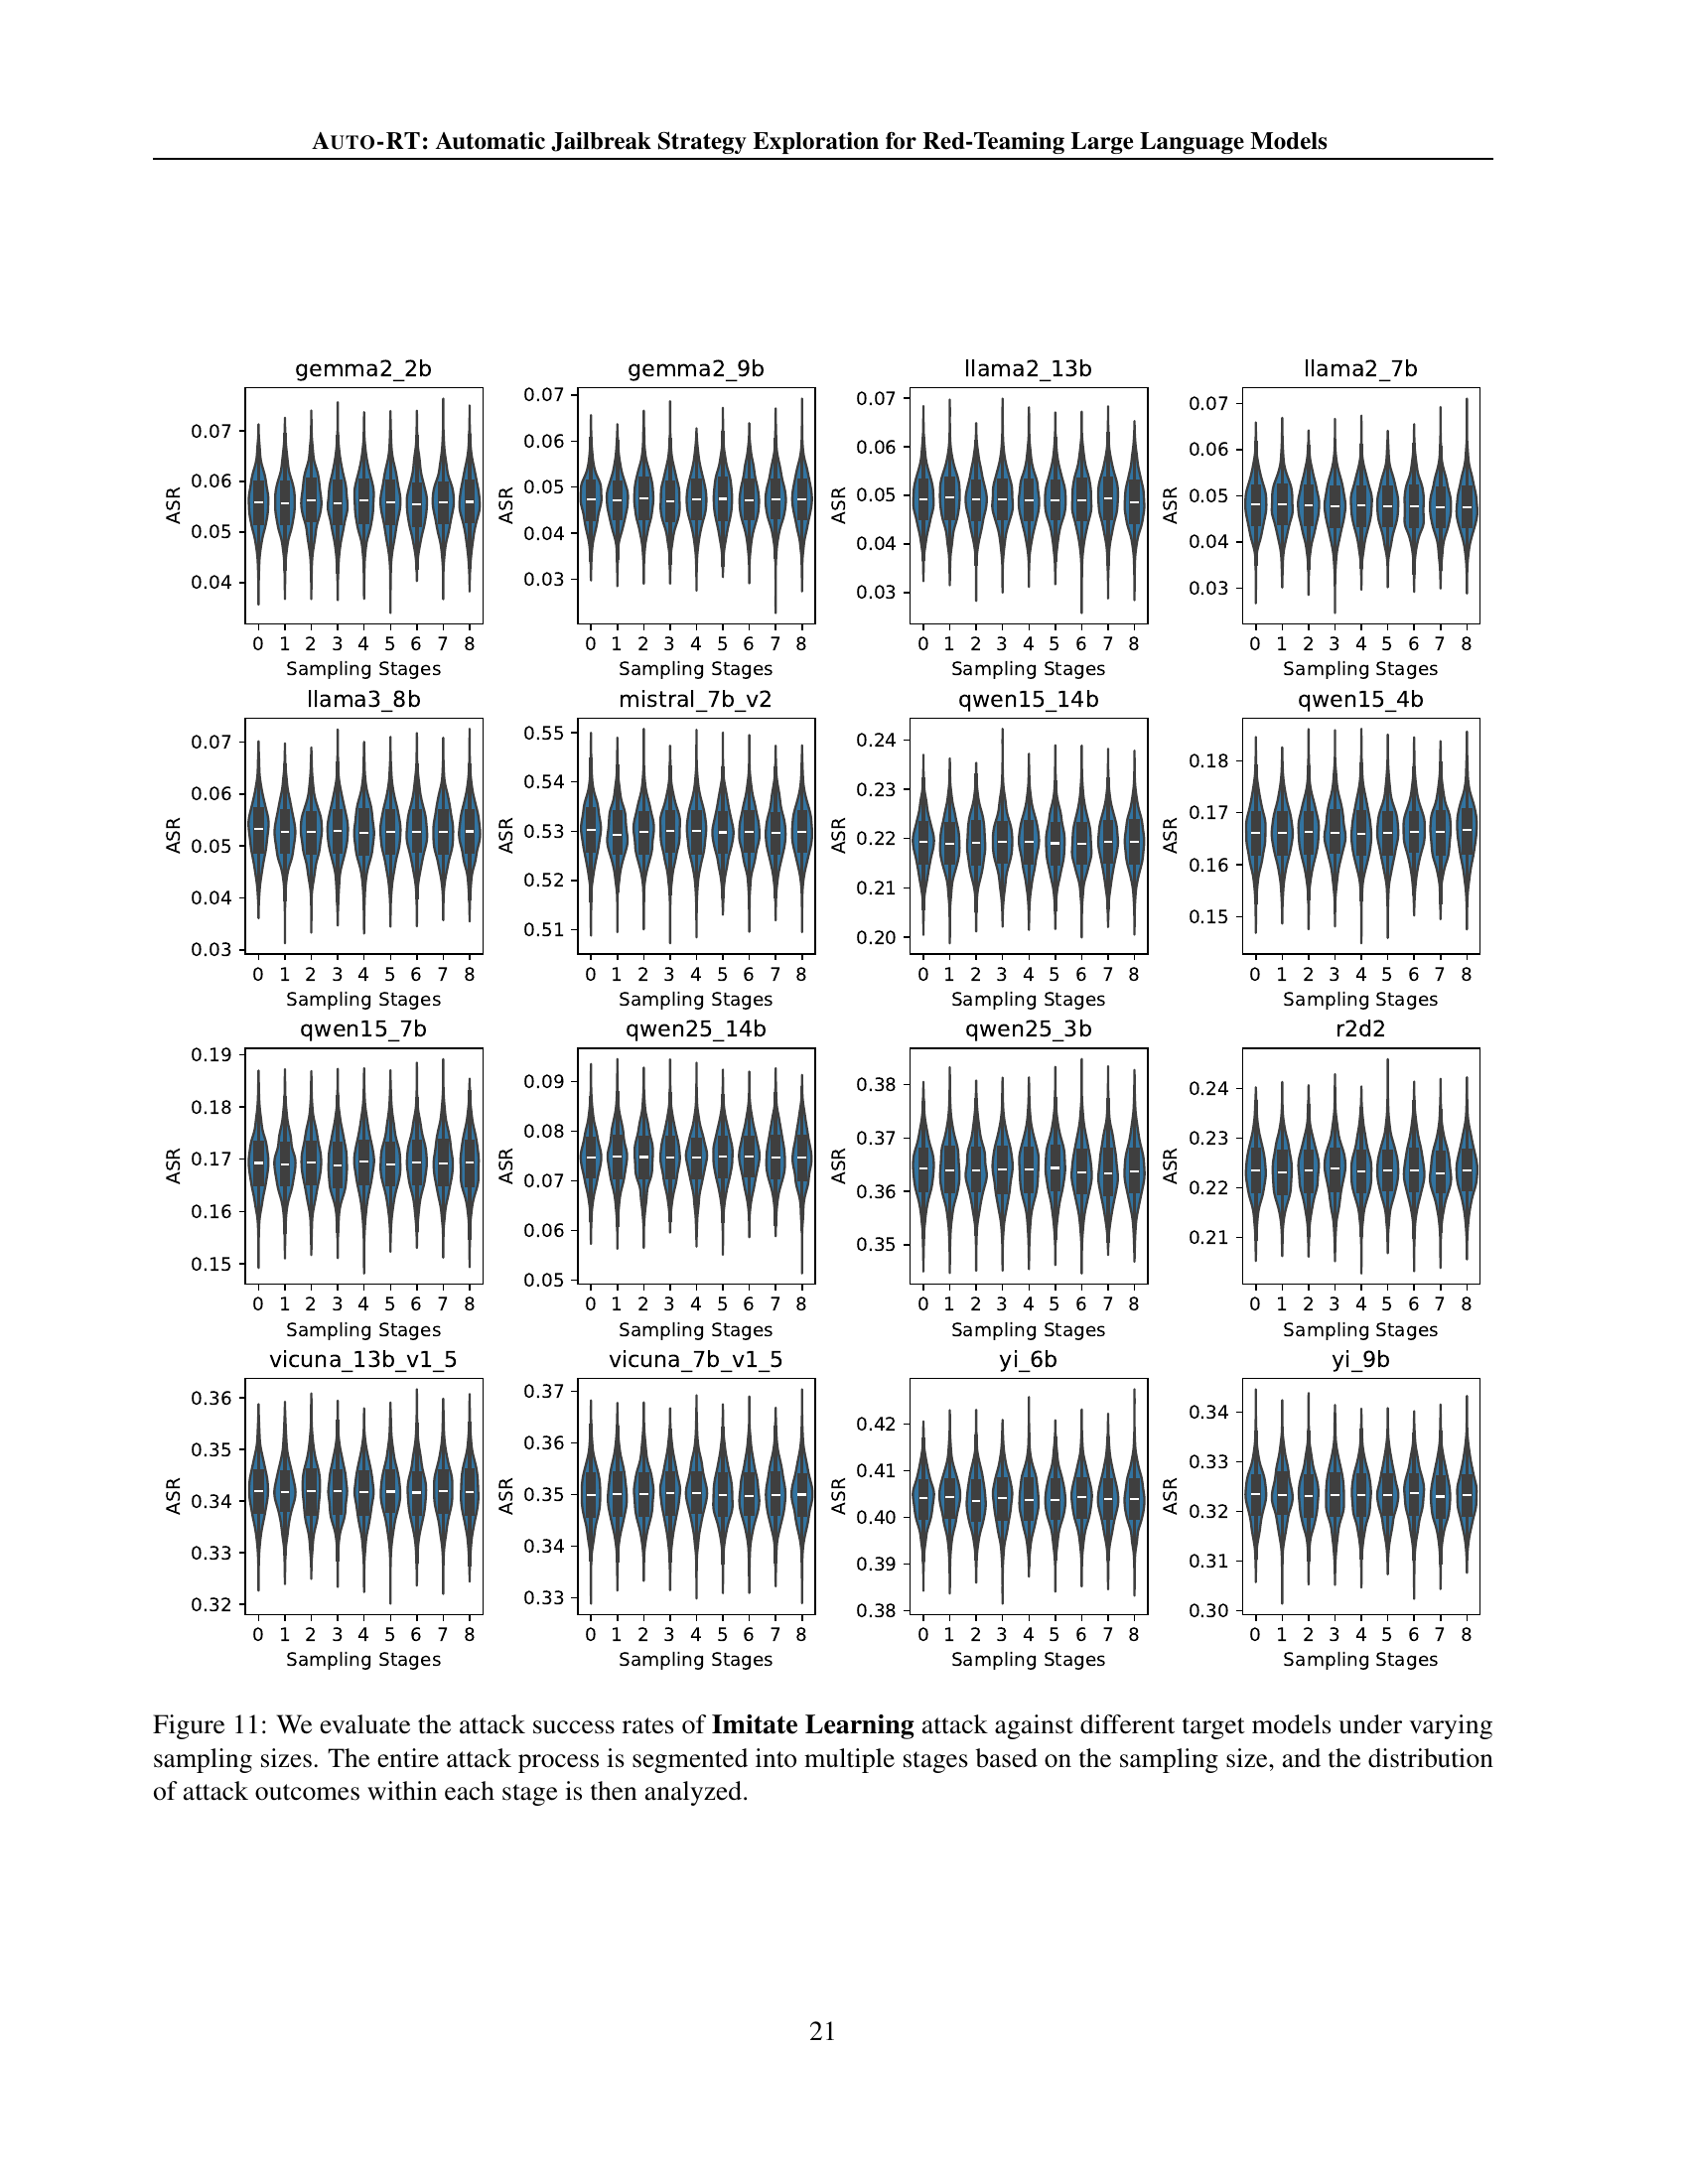 AUTO-RT: Automatic Jailbreak Strategy Exploration for Red-Teaming Large Language Models
gemma2_2b
ASR
0.07
0.06
0.05
0.04
0 1 2 3 4 5 6 7 8
Sampling Stages
gemma2_9b
ASR
0.07
0.06
0.05
0.04
0.03
0 1 2 3 4 5 6 7 8
Sampling Stages
llama2_13b
ASR
0.07
0.06
0.05
0.04
0.03
0 1 2 3 4 5 6 7 8
Sampling Stages
llama2_7b
ASR
0.07
0.06
0.05
0.04
0.03
0 1 2 3 4 5 6 7 8
Sampling Stages
llama3_8b
ASR
0.07
0.06
0.05
0.04
0.03
0 1 2 3 4 5 6 7 8
Sampling Stages
mistral_7b_v2
ASR
0.55
0.54
0.53
0.52
0.51
0 1 2 3 4 5 6 7 8
Sampling Stages
qwen15_14b
ASR
0.24
0.23
0.22
0.21
0.20
0 1 2 3 4 5 6 7 8
Sampling Stages
qwen15_4b
ASR
0.18
0.17
0.16
0.15
0 1 2 3 4 5 6 7 8
Sampling Stages
qwen15_7b
ASR
0.19
0.18
0.17
0.16
0.15
0 1 2 3 4 5 6 7 8
Sampling Stages
qwen25_14b
ASR
0.09
0.08
0.07
0.06
0.05
0 1 2 3 4 5 6 7 8
Sampling Stages
qwen25_3b
ASR
0.38
0.37
0.36
0.35
0 1 2 3 4 5 6 7 8
Sampling Stages
r2d2
ASR
0.24
0.23
0.22
0.21
0 1 2 3 4 5 6 7 8
Sampling Stages
vicuna_13b_v1_5
ASR
0.36
0.35
0.34
0.33
0.32
0 1 2 3 4 5 6 7 8
Sampling Stages
vicuna_7b_v1_5
ASR
0.37
0.36
0.35
0.34
0.33
0 1 2 3 4 5 6 7 8
Sampling Stages
yi_6b
ASR
0.42
0.41
0.40
0.39
0.38
0 1 2 3 4 5 6 7 8
Sampling Stages
yi_9b
ASR
0.34
0.33
0.32
0.31
0.30
0 1 2 3 4 5 6 7 8
Sampling Stages
Figure 11: We evaluate the attack success rates of Imitate Learning attack against different target models under varying
sampling sizes. The entire attack process is segmented into multiple stages based on the sampling size, and the distribution
of attack outcomes within each stage is then analyzed.
21